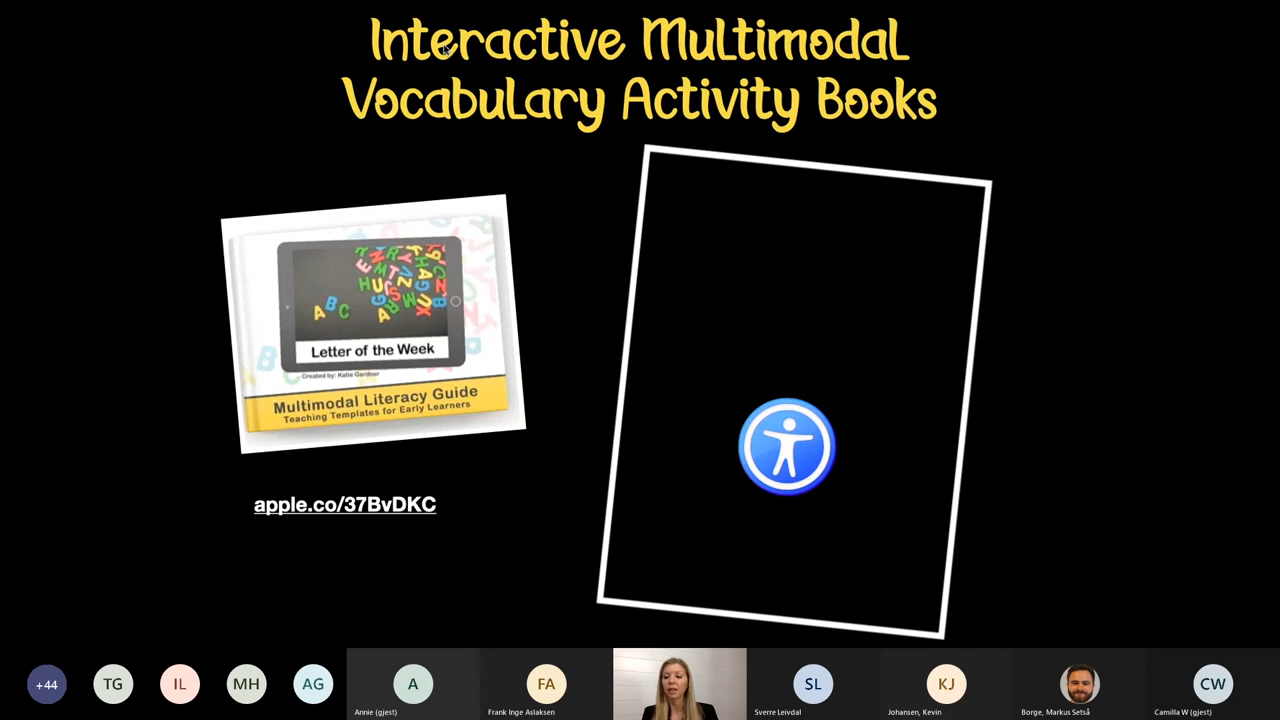 Interactive Multimodal
Vocabulary Activity Books
A B C
Letter of the Week
Created by: Katie Gardner
Multimodal Literacy Guide
Teaching Templates for Early Learners
apple.co/37BvDKC
+44
TG
IL
MH
AG
A
FA
SL
KJ
CW
Annie (gjest)
Frank Inge Aslaksen
Sverre Leivdal
Johansen, Kevin
Borge, Markus Setså
Camilla W (gjest)